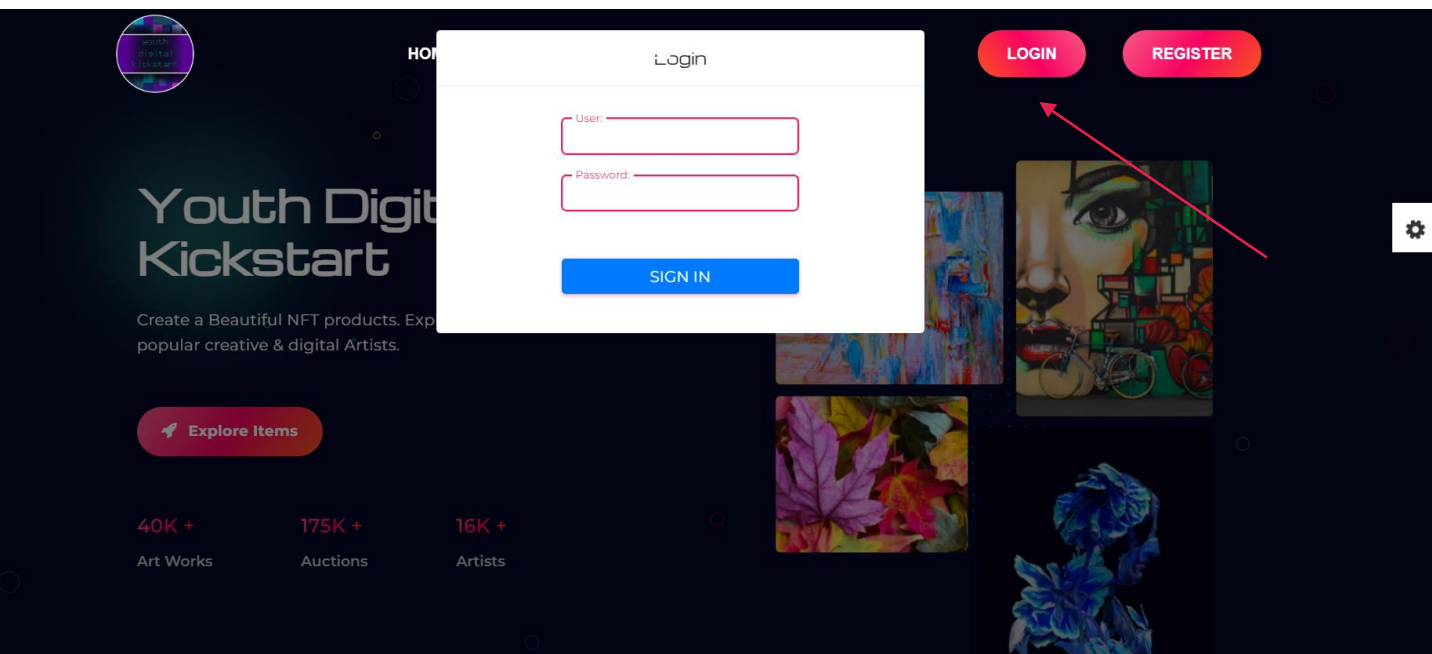 youth
digital
kickstart
HOM
LOGIN
REGISTER
Login
User:
Password:
SIGN IN
Youth Digit
Kickstart
Create a Beautiful NFT products. Exp
popular creative & digital Artists.
Explore Items
40K +
175K +
16K +
Art Works
Auctions
Artists